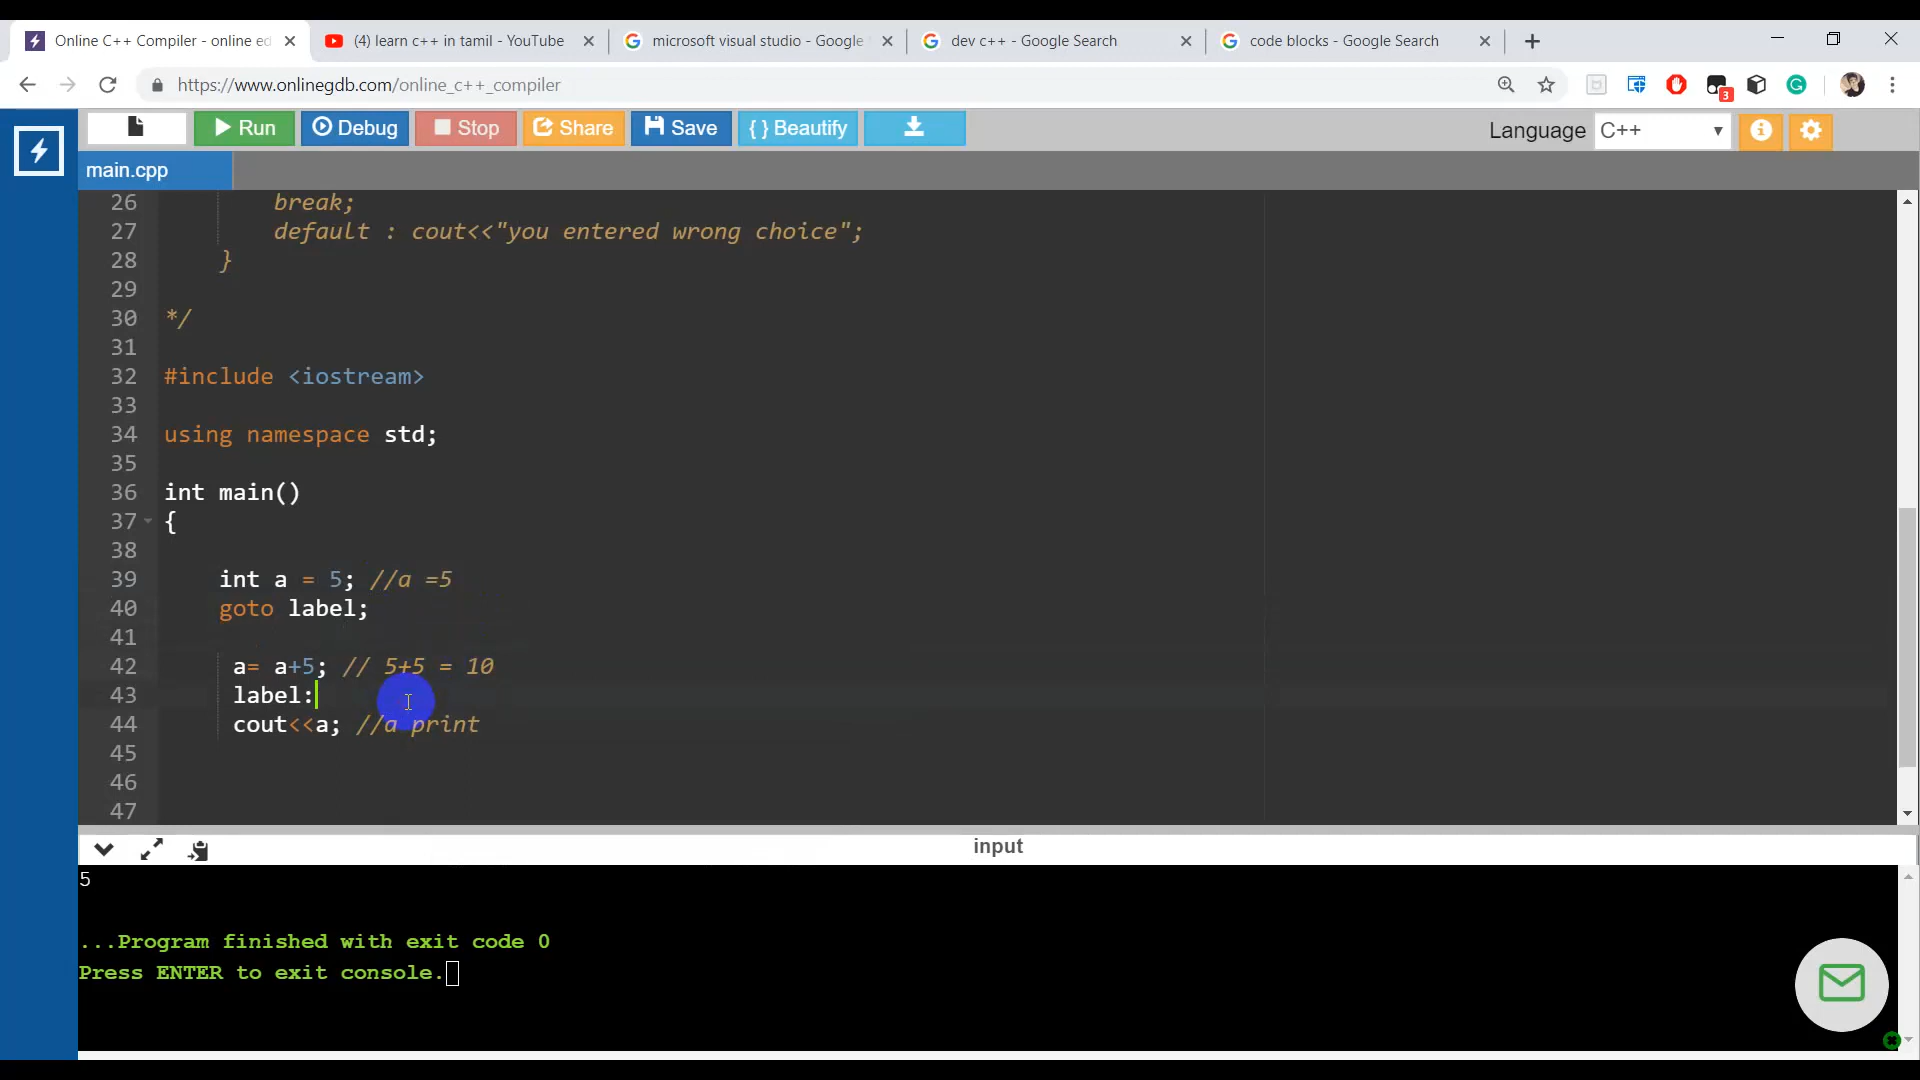 Online C++ Compiler - online ed
(4) learn c++ in tamil - YouTube
microsoft visual studio - Google
dev c++ - Google Search
code blocks - Google Search
https://www.onlinegdb.com/online_c++_compiler
3
Run
Debug
Stop
Share
Save
{ } Beautify
Language
C++
main.cpp
26 break;
27 default : cout<<"you entered wrong choice";
28 }
29
30 */
31
32 #include <iostream>
33
34 using namespace std;
35
36 int main()
37 {
38
39 int a = 5; //a =5
40 goto label;
41
42 a= a+5; // 5+5 = 10
43 label:
44 cout<<a; //a print
45
46
47
input
5
...Program finished with exit code 0
Press ENTER to exit console.